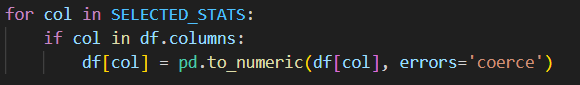 for col in SELECTED_STATS:
    if col in df.columns:
        df[col] = pd.to_numeric(df[col], errors='coerce')